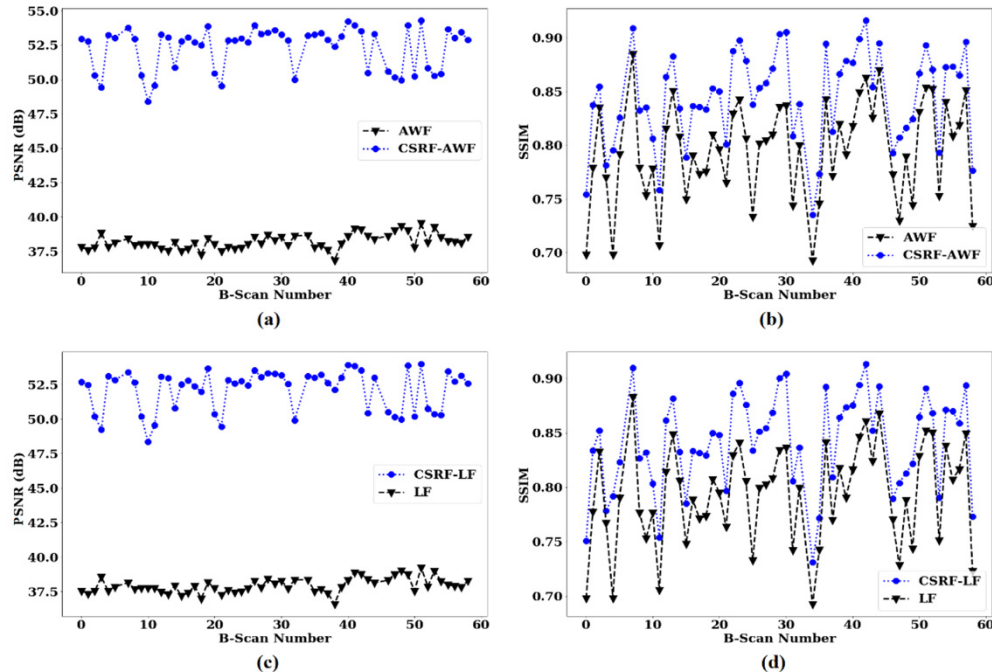 55.0
52.5
50.0
47.5
45.0
42.5
40.0
37.5
PSNR (dB)
AWF
CSRF-AWF
0 10 20 30 40 50 60
B-Scan Number
(a)
0.90
0.85
0.80
0.75
0.70
SSIM
AWF
CSRF-AWF
0 10 20 30 40 50 60
B-Scan Number
(b)
55.0
52.5
50.0
47.5
45.0
42.5
40.0
37.5
PSNR (dB)
CSRF-LF
LF
0 10 20 30 40 50 60
B-Scan Number
(c)
0.90
0.85
0.80
0.75
0.70
SSIM
CSRF-LF
LF
0 10 20 30 40 50 60
B-Scan Number
(d)